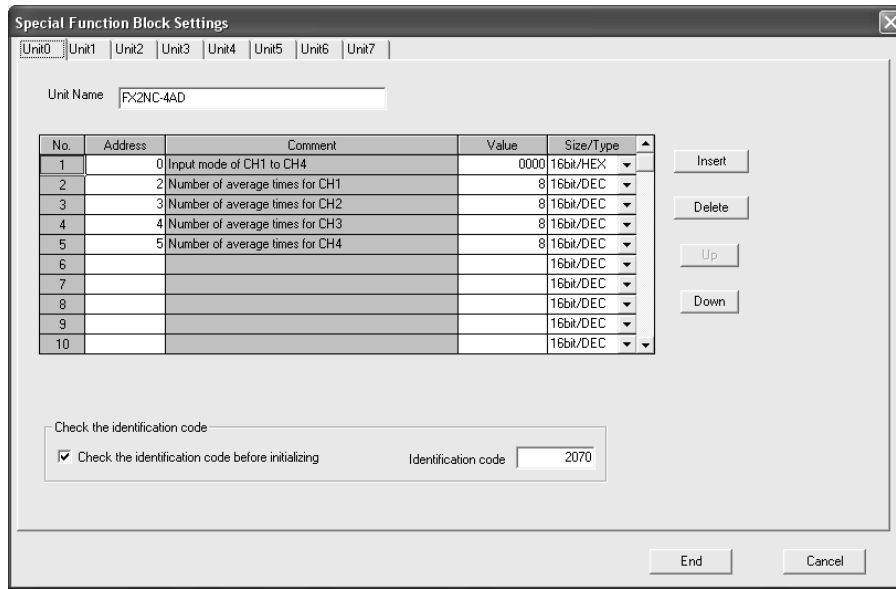 Special Function Block Settings
Unit0 Unit1 Unit2 Unit3 Unit4 Unit5 Unit6 Unit7
Unit Name FX2NC-4AD
No. Address Comment Value Size/Type
1 0 Input mode of CH1 to CH4 0000 16bit/HEX
2 2 Number of average times for CH1 8 16bit/DEC
3 3 Number of average times for CH2 8 16bit/DEC
4 4 Number of average times for CH3 8 16bit/DEC
5 5 Number of average times for CH4 8 16bit/DEC
6 16bit/DEC
7 16bit/DEC
8 16bit/DEC
9 16bit/DEC
10 16bit/DEC
Insert
Delete
Up
Down
Check the identification code
Check the identification code before initializing Identification code 2070
End Cancel